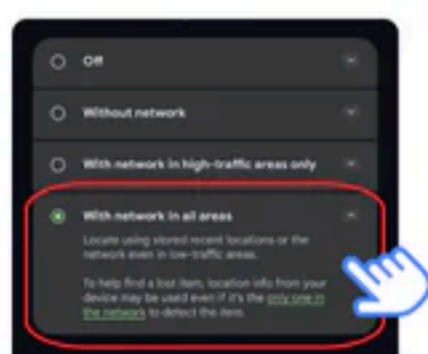 Off
Without network
With network in high-traffic areas only
With network in all areas
Locate using stored recent locations or the
network even in low-traffic areas.
To help find a lost item, location info from your
device may be used even if it's the only one in
the network to detect the item.